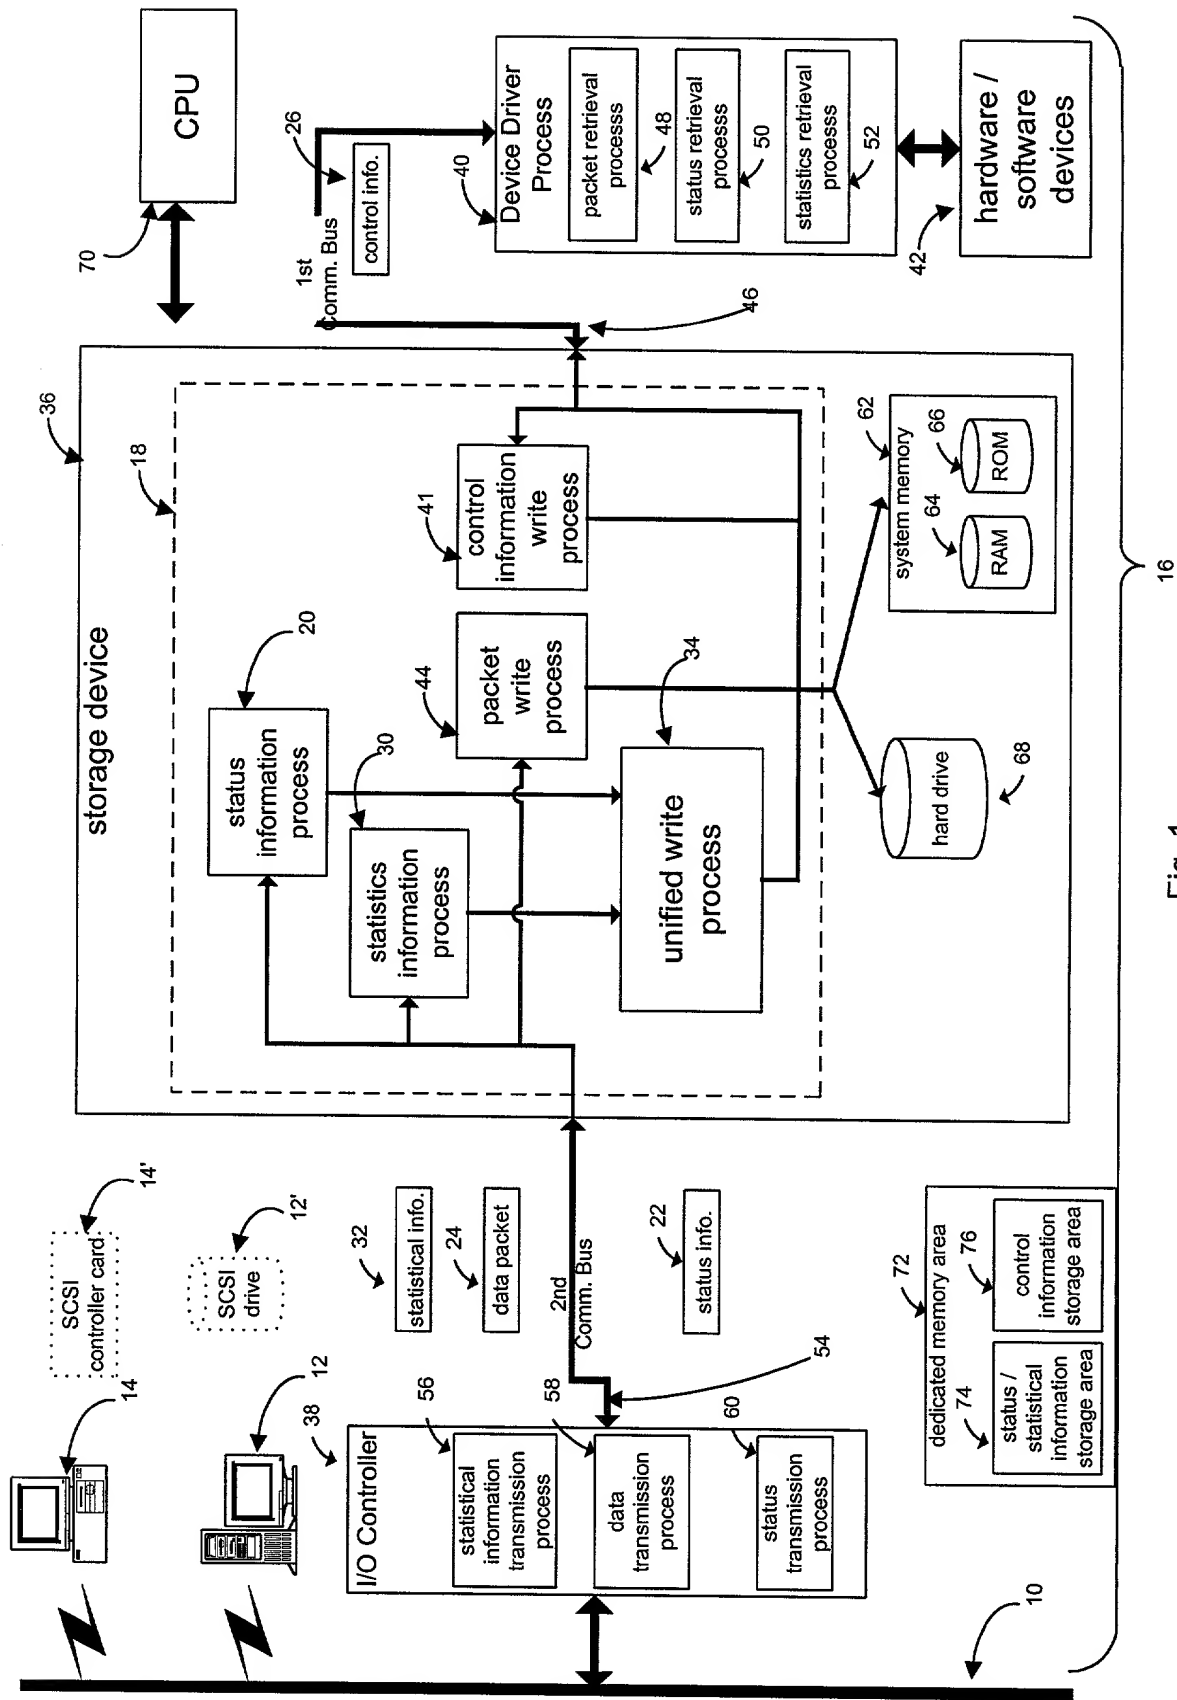 14
SCSI
controller card
14'
12
SCSI
drive
12'
38
I/O Controller
56
statistical
information
transmission
process
58
data
transmission
process
60
status
transmission
process
10
32
statistical info.
24
data packet
2nd
Comm. Bus
22
status info.
54
72
dedicated memory area
74
status /
statistical
information
storage area
76
control
information
storage area
storage device
36
18
20
status
information
process
30
statistics
information
process
44
packet
write
process
41
control
information
write
process
34
unified write
process
hard drive
68
62
system memory
64
RAM
66
ROM
70
CPU
26
1st
Comm. Bus
control info.
46
40
Device Driver
Process
packet retrieval
processs
48
status retrieval
processs
50
statistics retrieval
processs
52
42
hardware /
software
devices
16